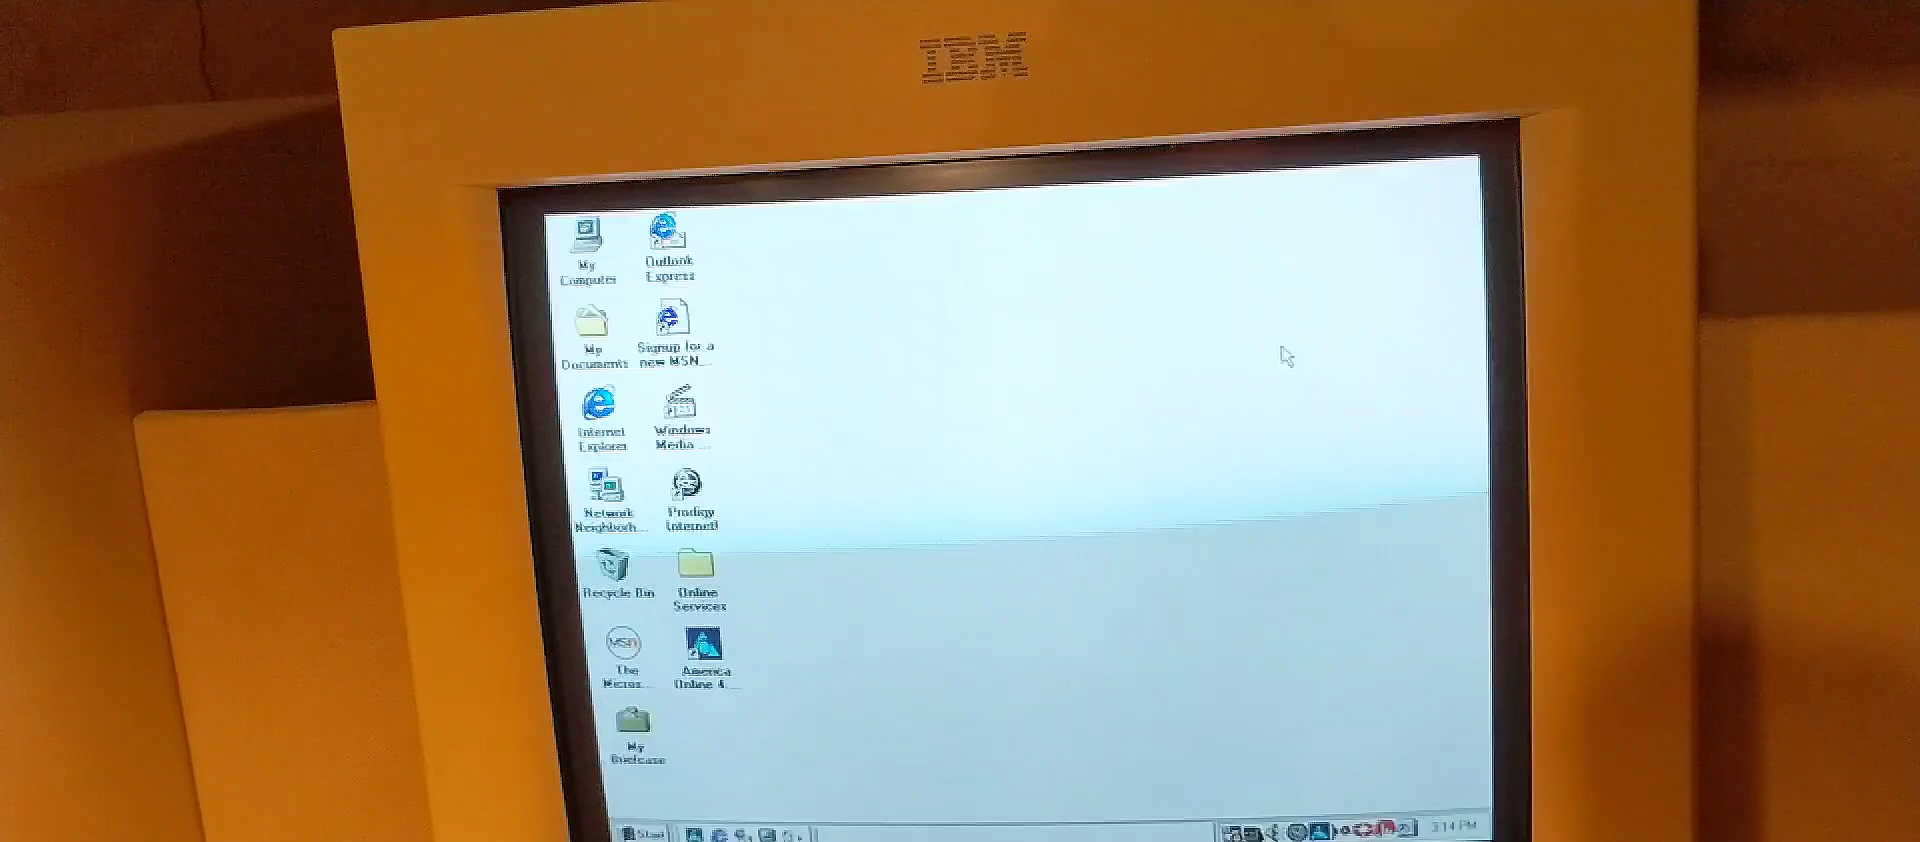 IBM
My
Computer
Outlook
Express
My
Documents
Signup for a
new MSN...
Internet
Explorer
Windows
Media ...
Network
Neighborh...
Prodigy
Internet
Recycle Bin
Online
Services
MSN
The
Micros...
America
Online 4....
My
Briefcase
Start
3:14 PM